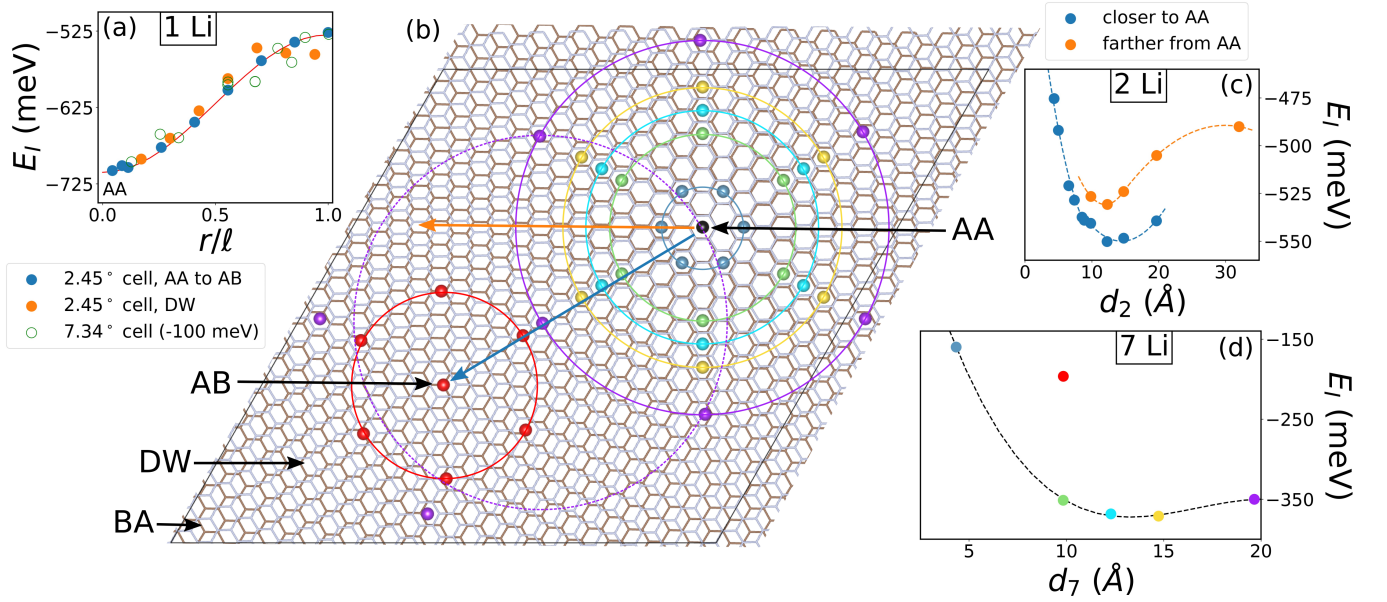 (a)
1 Li
−525
−625
−725
E_I (meV)
AA
0.0
0.5
1.0
r/ℓ
2.45° cell, AA to AB
2.45° cell, DW
7.34° cell (-100 meV)
(b)
AA
AB
DW
BA
closer to AA
farther from AA
2 Li
(c)
−475
−500
−525
−550
E_I (meV)
0
10
20
30
d_2 (Å)
7 Li
(d)
−150
−250
−350
E_I (meV)
5
10
15
20
d_7 (Å)